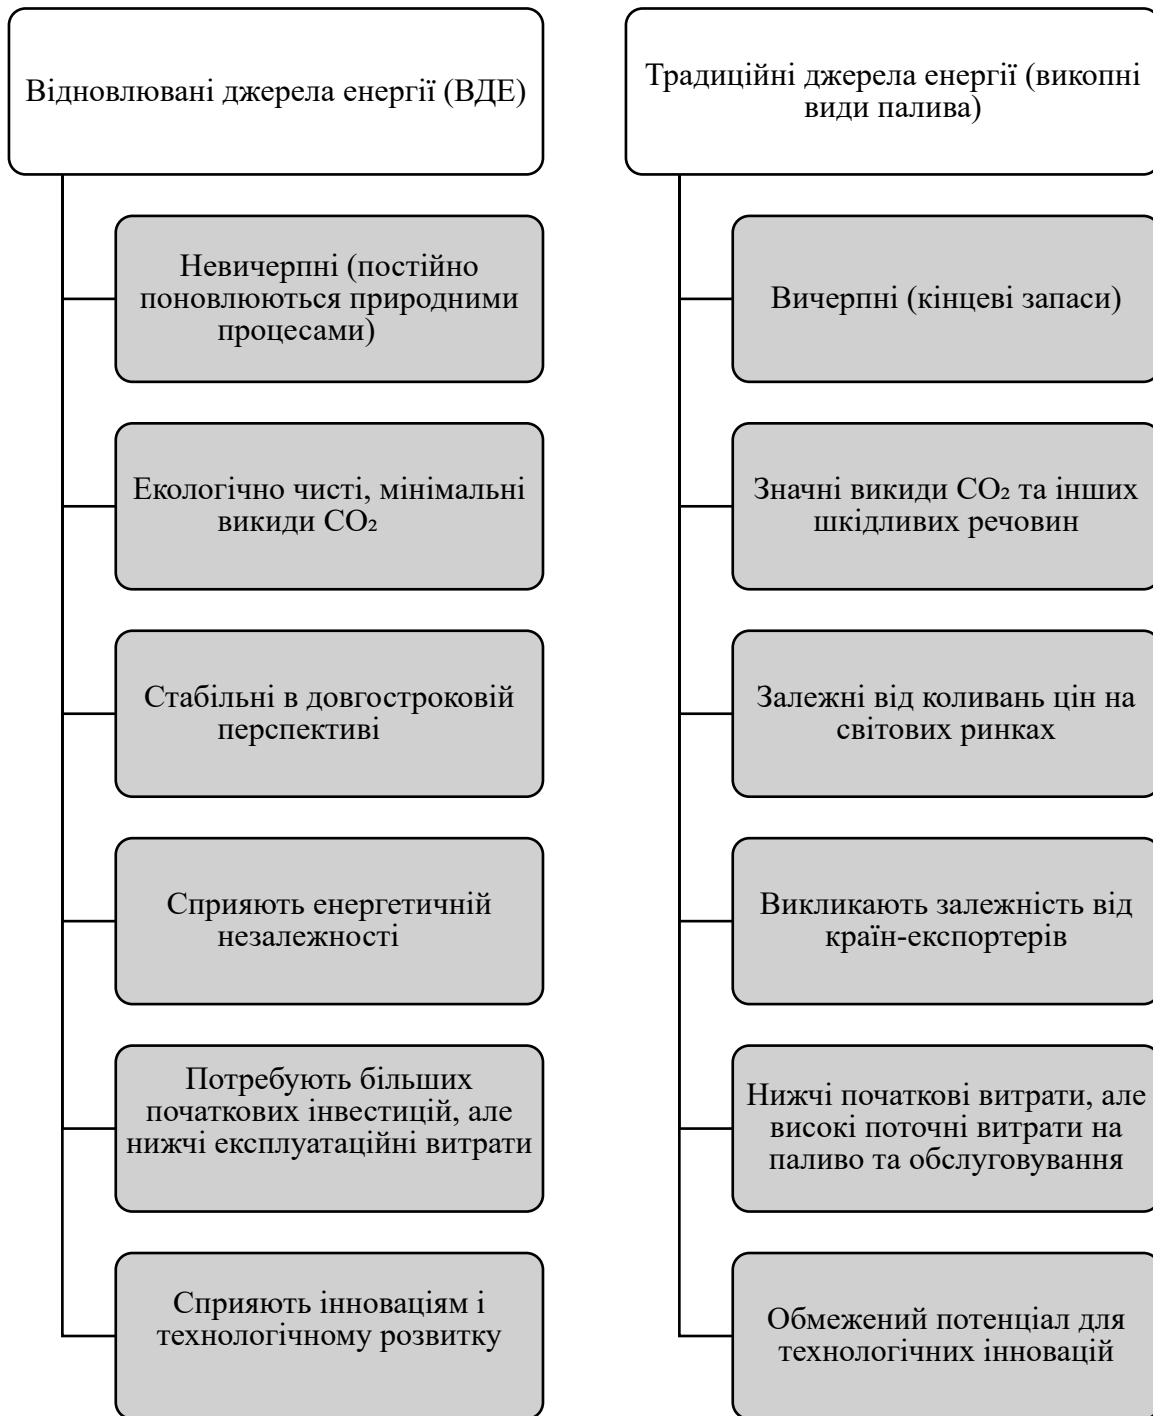 Відновлювані джерела енергії (ВДЕ)
Невичерпні (постійно
поновлюються природними
процесами)
Екологічно чисті, мінімальні
викиди CO₂
Стабільні в довгостроковій
перспективі
Сприяють енергетичній
незалежності
Потребують більших
початкових інвестицій, але
нижчі експлуатаційні витрати
Сприяють інноваціям і
технологічному розвитку
Традиційні джерела енергії (викопні
види палива)
Вичерпні (кінцеві запаси)
Значні викиди CO₂ та інших
шкідливих речовин
Залежні від коливань цін на
світових ринках
Викликають залежність від
країн-експортерів
Нижчі початкові витрати, але
високі поточні витрати на
паливо та обслуговування
Обмежений потенціал для
технологічних інновацій